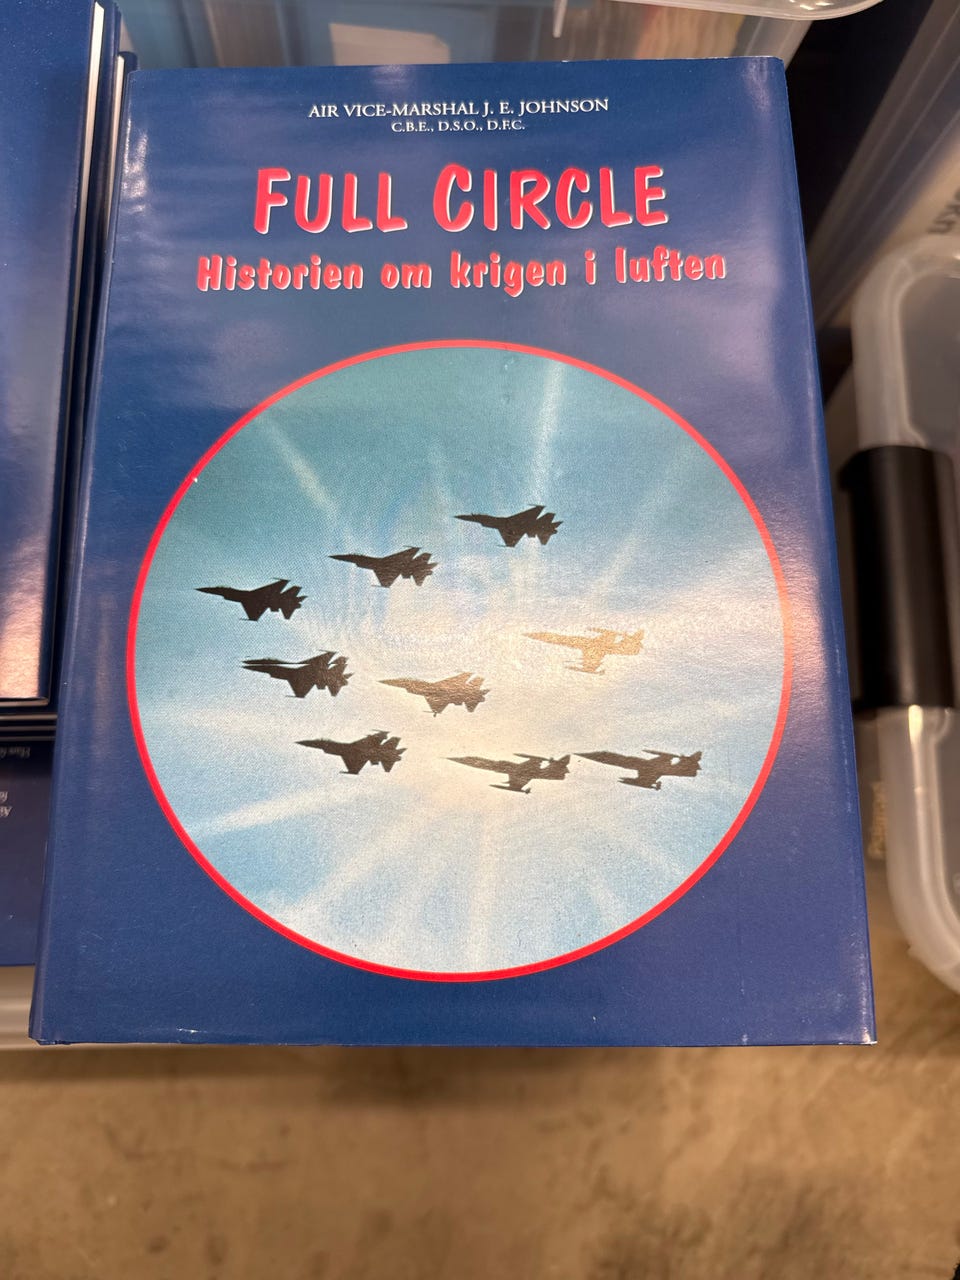 AIR VICE-MARSHAL J. E. JOHNSON
C.B.E., D.S.O., D.F.C.
FULL CIRCLE
Historien om krigen i luften